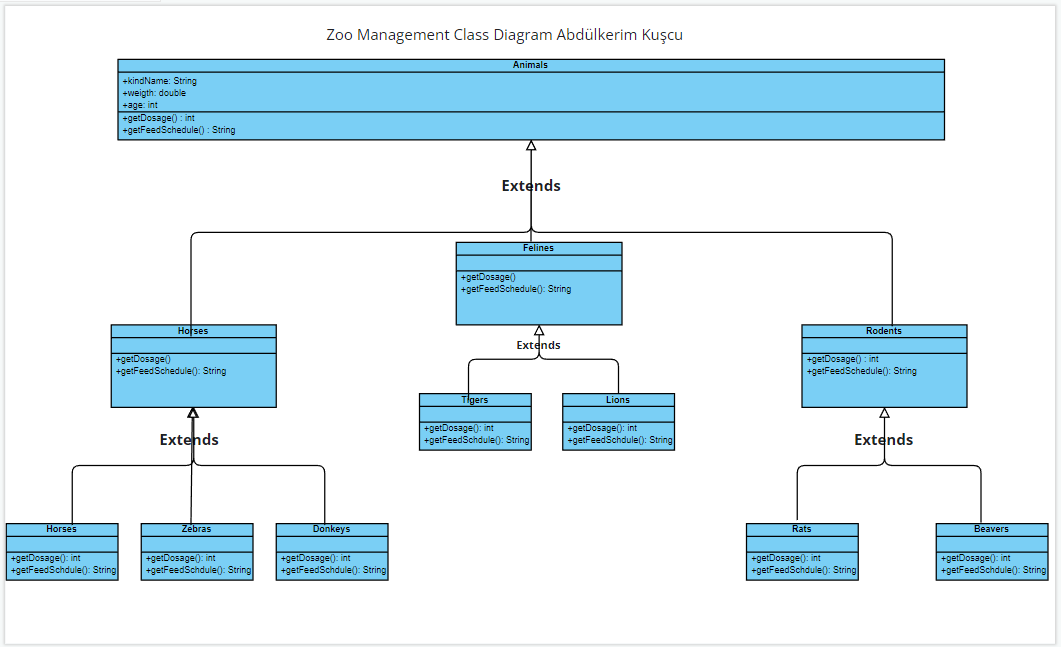 Zoo Management Class Diagram Abdülkerim Kuşcu
Animals
+kindName: String
+weigth: double
+age: int
+getDosage() : int
+getFeedSchedule() : String
Extends
Felines
+getDosage()
+getFeedSchedule(): String
Horses
+getDosage()
+getFeedSchedule(): String
Rodents
+getDosage() : int
+getFeedSchedule(): String
Extends
Tigers
+getDosage(): int
+getFeedSchdule(): String
Lions
+getDosage(): int
+getFeedSchdule(): String
Extends
Extends
Horses
+getDosage(): int
+getFeedSchdule(): String
Zebras
+getDosage(): int
+getFeedSchdule(): String
Donkeys
+getDosage(): int
+getFeedSchdule(): String
Rats
+getDosage(): int
+getFeedSchdule(): String
Beavers
+getDosage(): int
+getFeedSchdule(): String